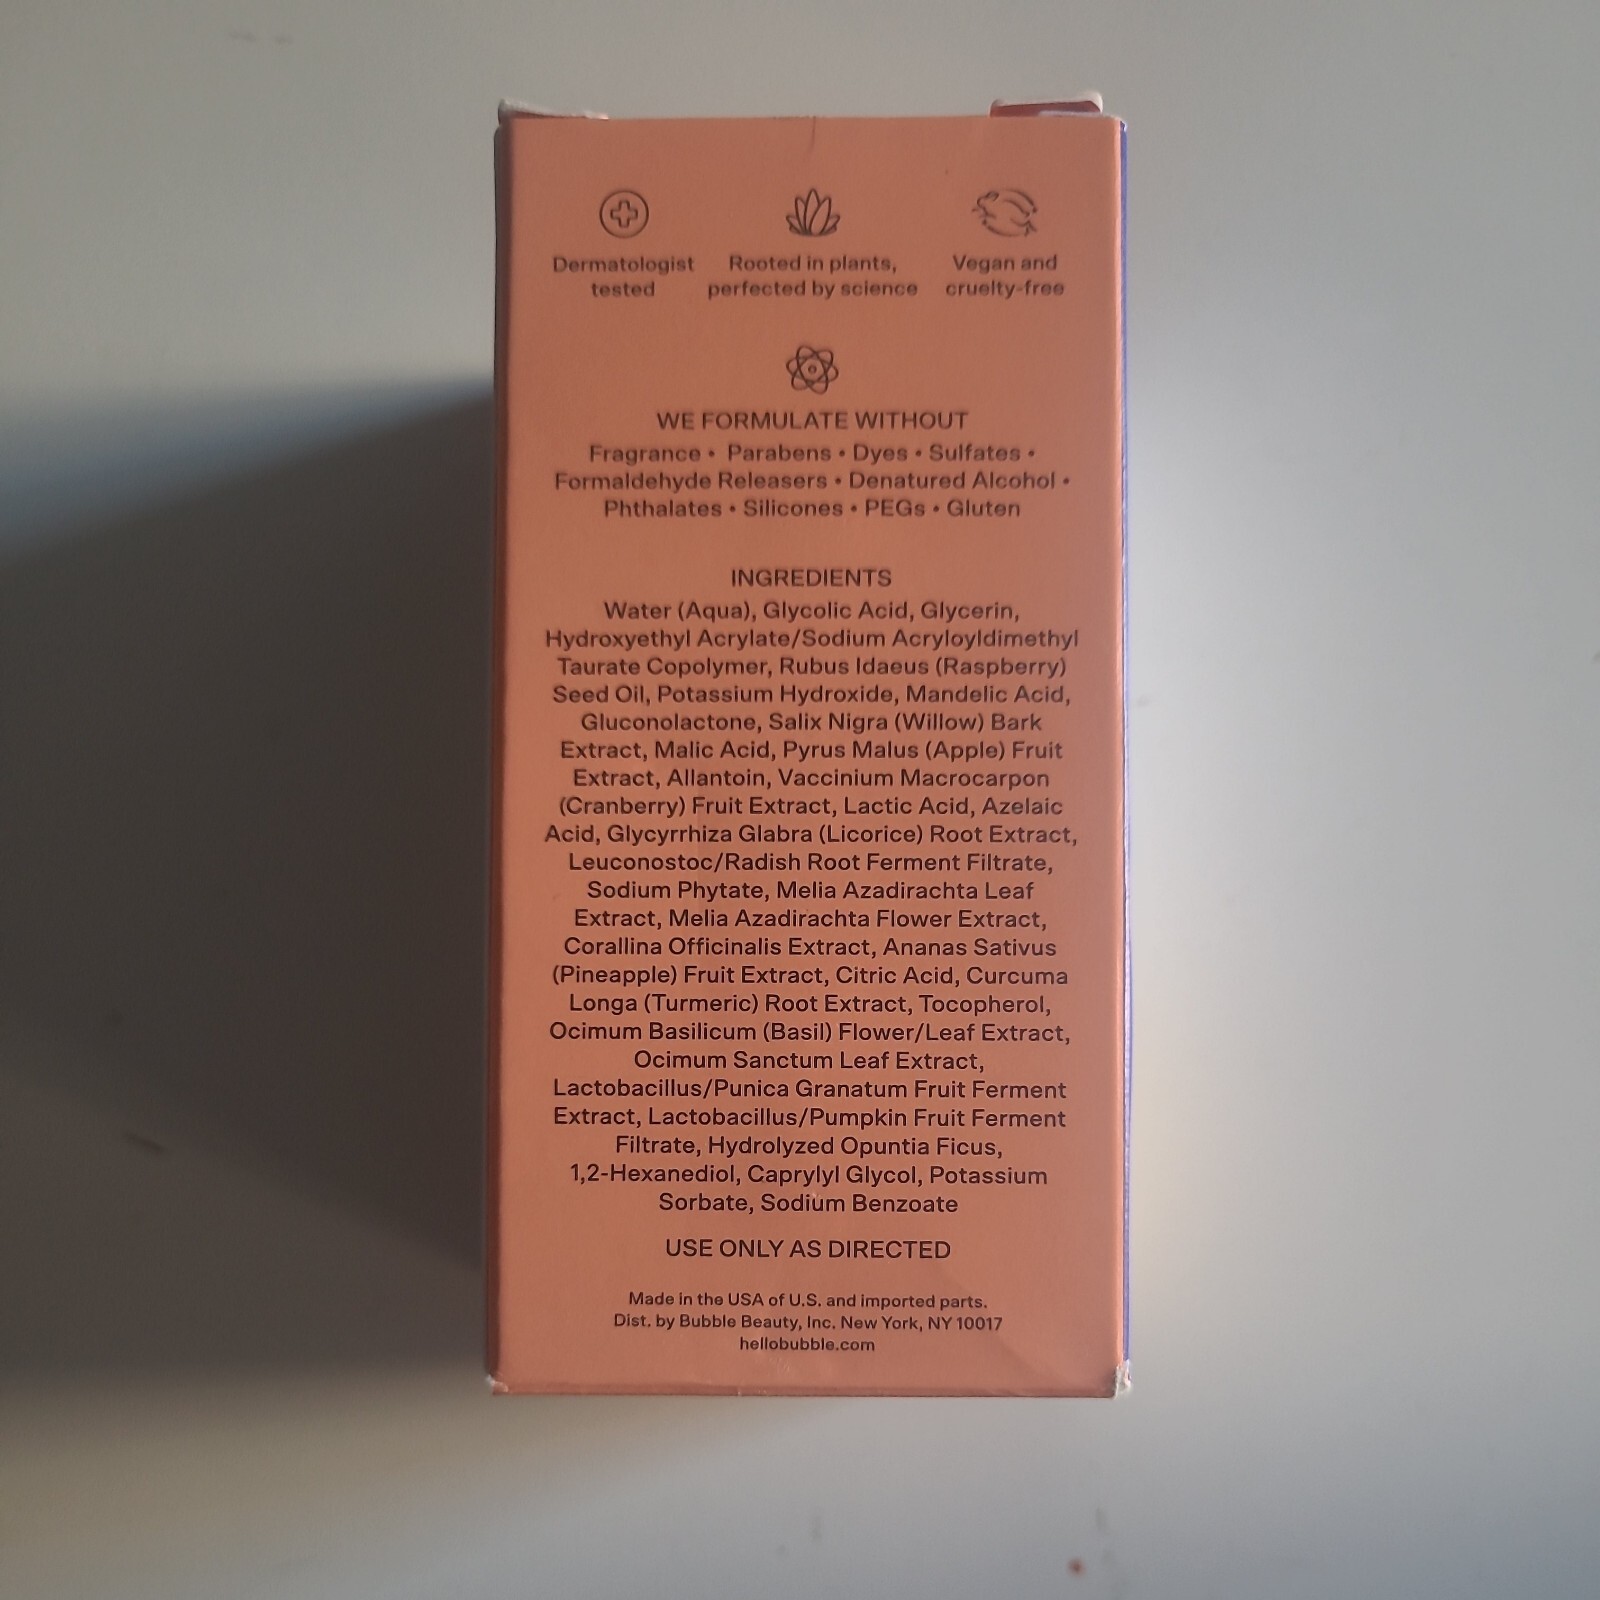 Dermatologist
tested
Rooted in plants,
perfected by science
Vegan and
cruelty-free
WE FORMULATE WITHOUT
Fragrance • Parabens • Dyes • Sulfates •
Formaldehyde Releasers • Denatured Alcohol •
Phthalates • Silicones • PEGs • Gluten
INGREDIENTS
Water (Aqua), Glycolic Acid, Glycerin,
Hydroxyethyl Acrylate/Sodium Acryloyldimethyl
Taurate Copolymer, Rubus Idaeus (Raspberry)
Seed Oil, Potassium Hydroxide, Mandelic Acid,
Gluconolactone, Salix Nigra (Willow) Bark
Extract, Malic Acid, Pyrus Malus (Apple) Fruit
Extract, Allantoin, Vaccinium Macrocarpon
(Cranberry) Fruit Extract, Lactic Acid, Azelaic
Acid, Glycyrrhiza Glabra (Licorice) Root Extract,
Leuconostoc/Radish Root Ferment Filtrate,
Sodium Phytate, Melia Azadirachta Leaf
Extract, Melia Azadirachta Flower Extract,
Corallina Officinalis Extract, Ananas Sativus
(Pineapple) Fruit Extract, Citric Acid, Curcuma
Longa (Turmeric) Root Extract, Tocopherol,
Ocimum Basilicum (Basil) Flower/Leaf Extract,
Ocimum Sanctum Leaf Extract,
Lactobacillus/Punica Granatum Fruit Ferment
Extract, Lactobacillus/Pumpkin Fruit Ferment
Filtrate, Hydrolyzed Opuntia Ficus,
1,2-Hexanediol, Caprylyl Glycol, Potassium
Sorbate, Sodium Benzoate
USE ONLY AS DIRECTED
Made in the USA of U.S. and imported parts.
Dist. by Bubble Beauty, Inc. New York, NY 10017
hellobubble.com